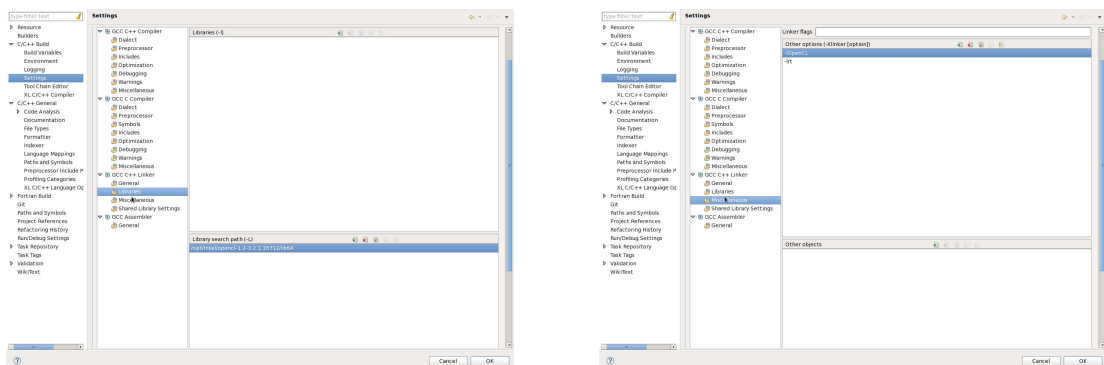 type filter text
Resource
Builders
C/C++ Build
Build Variables
Environment
Logging
Settings
Tool Chain Editor
XL C/C++ Compiler
C/C++ General
Code Analysis
Documentation
File Types
Formatter
Indexer
Language Mappings
Paths and Symbols
Preprocessor Include P
Profiling Categories
XL C/C++ Language Op
Fortran Build
Git
Paths and Symbols
Project References
Refactoring History
Run/Debug Settings
Task Repository
Task Tags
Validation
WikiText
Settings
GCC C++ Compiler
Dialect
Preprocessor
Includes
Optimization
Debugging
Warnings
Miscellaneous
GCC C Compiler
Dialect
Preprocessor
Symbols
Includes
Optimization
Debugging
Warnings
Miscellaneous
GCC C++ Linker
General
Libraries
Miscellaneous
Shared Library Settings
GCC Assembler
General
Libraries (-l)
Library search path (-L)
/opt/intel/opencl-1.2-3.2.1.16712/lib64
Cancel
OK
type filter text
Resource
Builders
C/C++ Build
Build Variables
Environment
Logging
Settings
Tool Chain Editor
XL C/C++ Compiler
C/C++ General
Code Analysis
Documentation
File Types
Formatter
Indexer
Language Mappings
Paths and Symbols
Preprocessor Include P
Profiling Categories
XL C/C++ Language Op
Fortran Build
Git
Paths and Symbols
Project References
Refactoring History
Run/Debug Settings
Task Repository
Task Tags
Validation
WikiText
Settings
GCC C++ Compiler
Dialect
Preprocessor
Includes
Optimization
Debugging
Warnings
Miscellaneous
GCC C Compiler
Dialect
Preprocessor
Symbols
Includes
Optimization
Debugging
Warnings
Miscellaneous
GCC C++ Linker
General
Libraries
Miscellaneous
Shared Library Settings
GCC Assembler
General
Linker flags
Other options (-Xlinker [option])
-lOpenCL
-lrt
Other objects
Cancel
OK